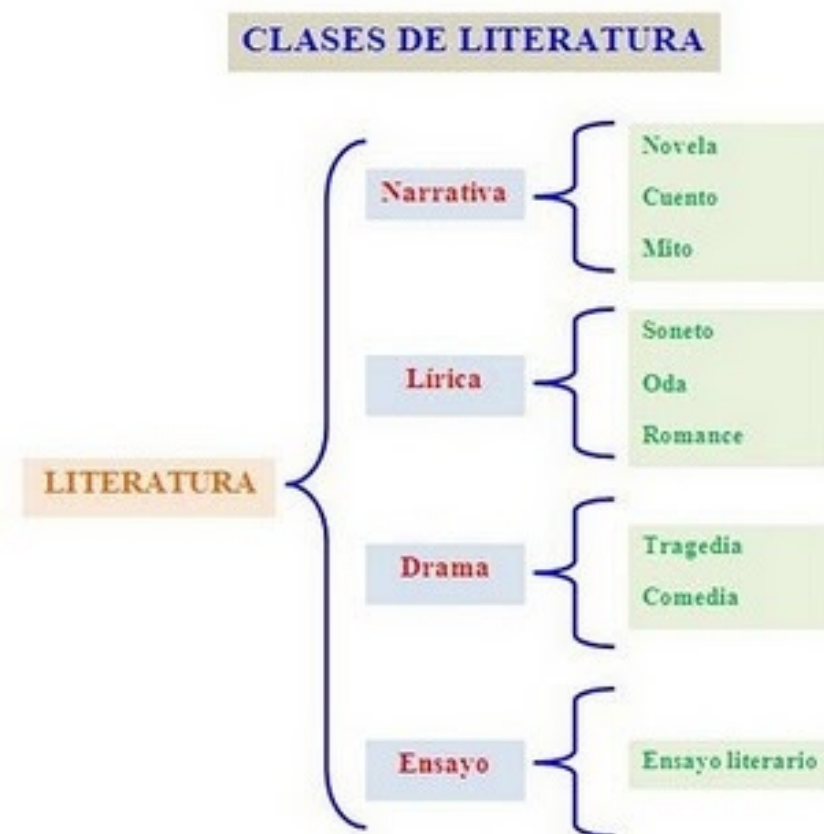 CLASES DE LITERATURA
LITERATURA
Narrativa
Novela
Cuento
Mito
Lírica
Soneto
Oda
Romance
Drama
Tragedia
Comedia
Ensayo
Ensayo literario